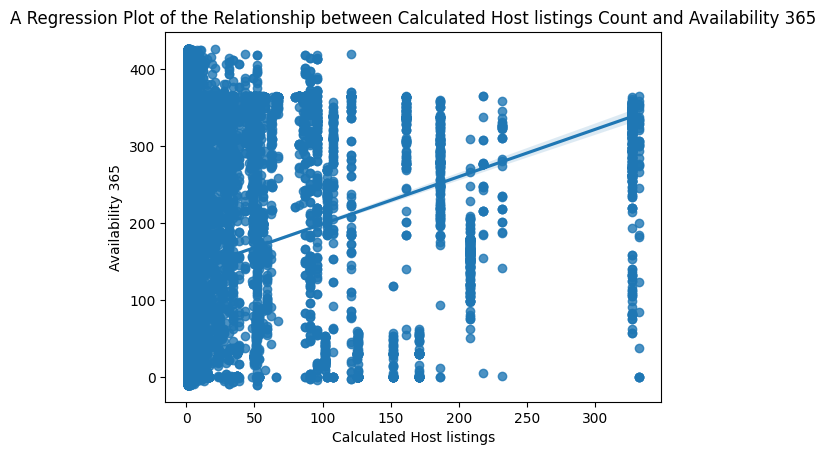 A Regression Plot of the Relationship between Calculated Host listings Count and Availability 365
400
300
200
100
0
Availability 365
0 50 100 150 200 250 300
Calculated Host listings